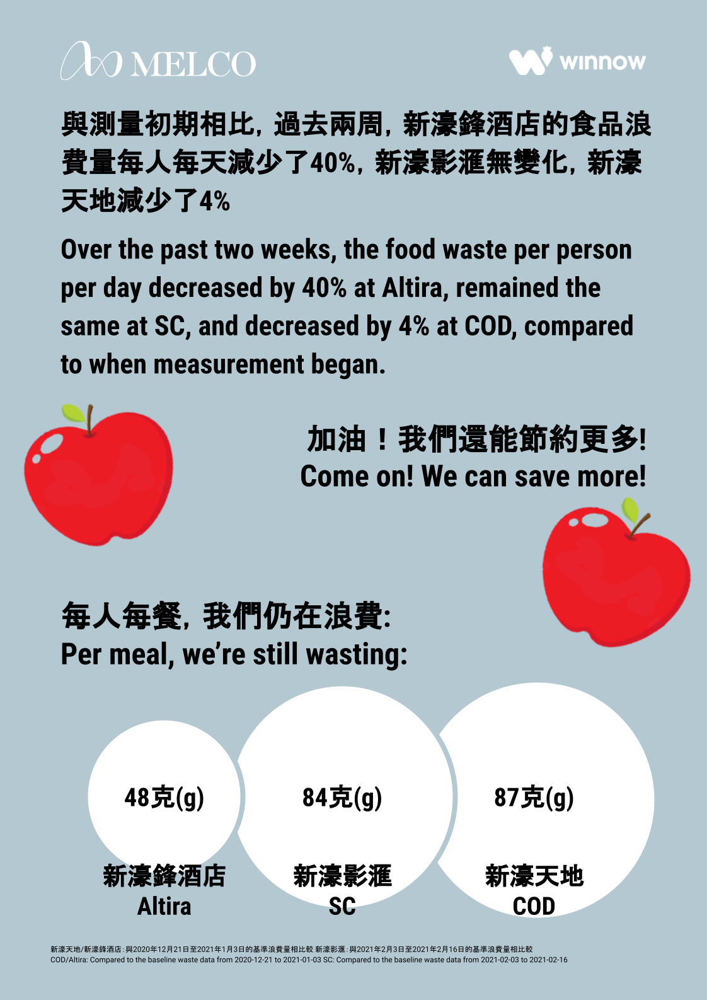 MELCO
winnow
與測量初期相比, 過去兩周, 新濠鋒酒店的食品浪
費量每人每天減少了40%, 新濠影滙無變化, 新濠
天地減少了4%
Over the past two weeks, the food waste per person
per day decreased by 40% at Altira, remained the
same at SC, and decreased by 4% at COD, compared
to when measurement began.
加油！我們還能節約更多!
Come on! We can save more!
每人每餐, 我們仍在浪費:
Per meal, we’re still wasting:
48克(g)
84克(g)
87克(g)
新濠鋒酒店
Altira
新濠影滙
SC
新濠天地
COD
新濠天地/新濠鋒酒店: 與2020年12月21日至2021年1月3日的基準浪費量相比較 新濠影滙: 與2021年2月3日至2021年2月16日的基準浪費量相比較
COD/Altira: Compared to the baseline waste data from 2020-12-21 to 2021-01-03 SC: Compared to the baseline waste data from 2021-02-03 to 2021-02-16